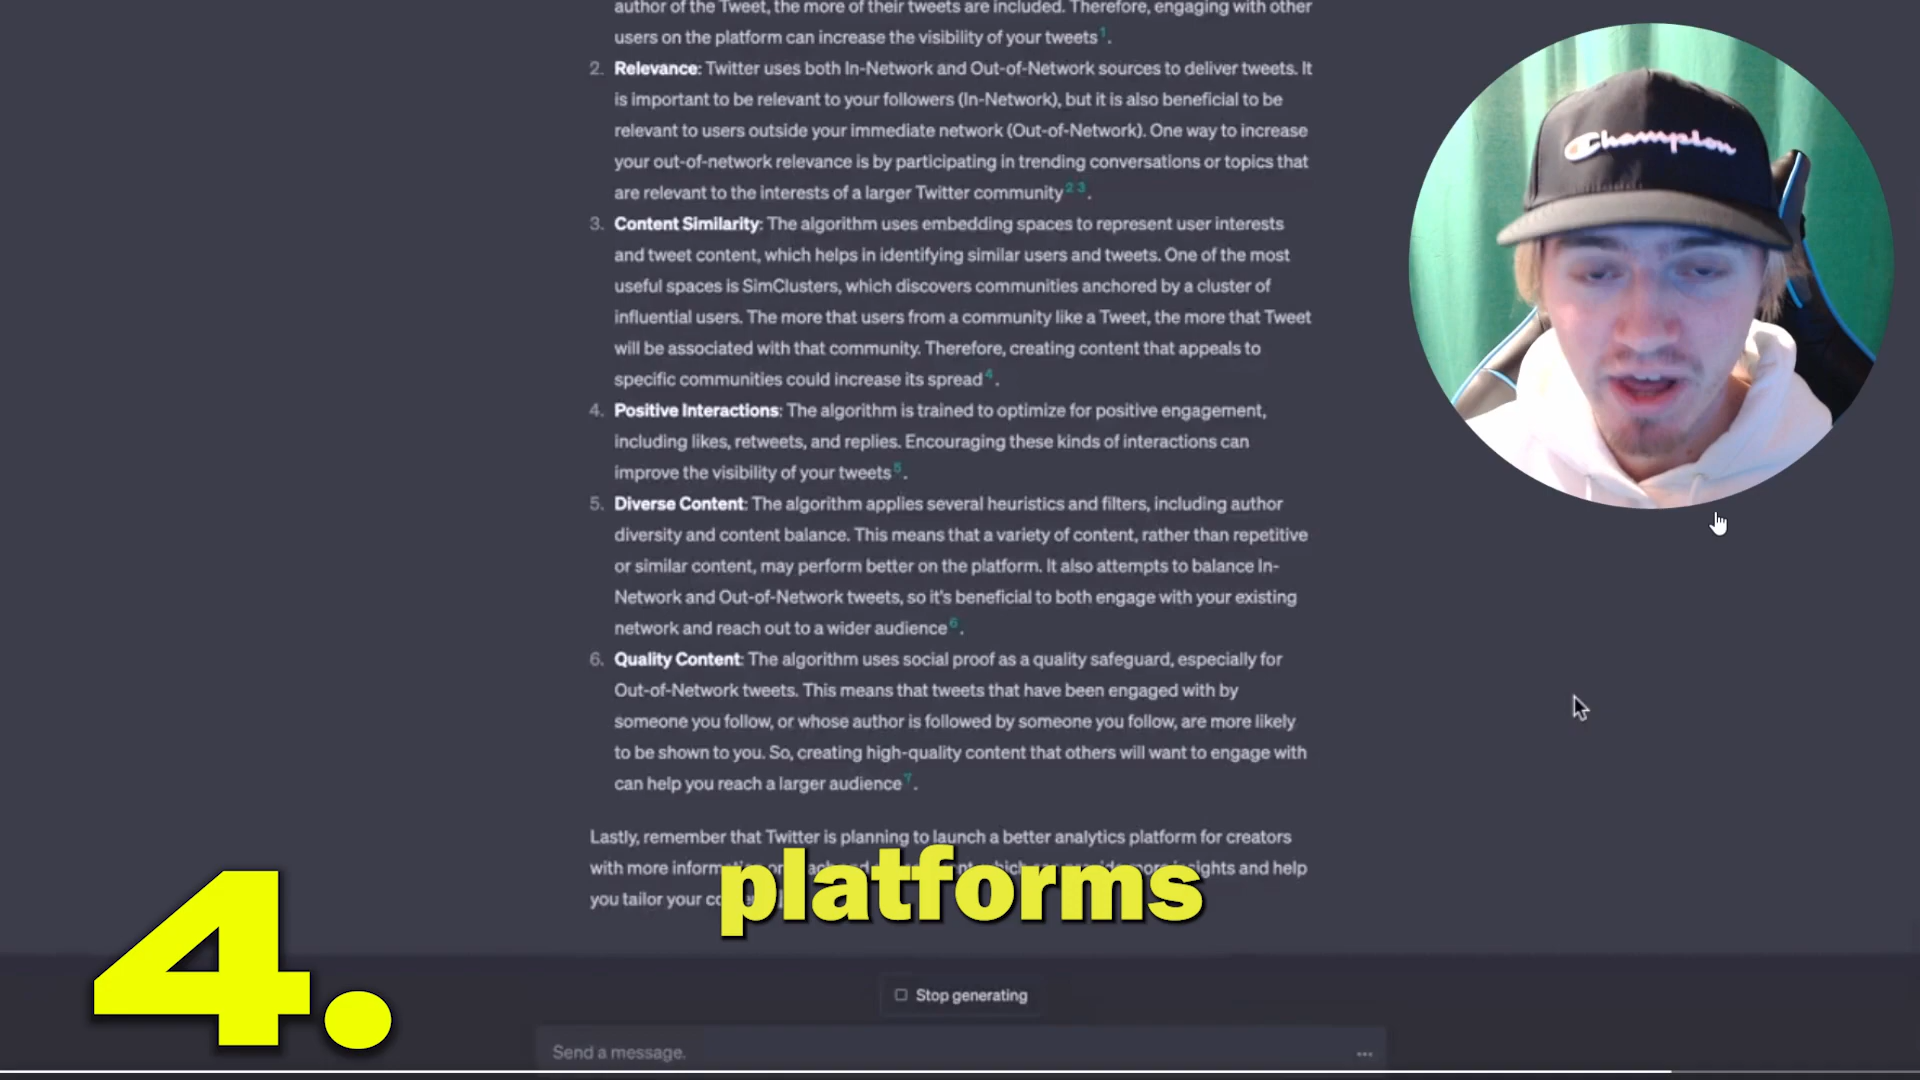 author of the Tweet, the more of their tweets are included. Therefore, engaging with other
users on the platform can increase the visibility of your tweets 1.
2. Relevance: Twitter uses both In-Network and Out-of-Network sources to deliver tweets. It
is important to be relevant to your followers (In-Network), but it is also beneficial to be
relevant to users outside your immediate network (Out-of-Network). One way to increase
your out-of-network relevance is by participating in trending conversations or topics that
are relevant to the interests of a larger Twitter community 2 3.
3. Content Similarity: The algorithm uses embedding spaces to represent user interests
and tweet content, which helps in identifying similar users and tweets. One of the most
useful spaces is SimClusters, which discovers communities anchored by a cluster of
influential users. The more that users from a community like a Tweet, the more that Tweet
will be associated with that community. Therefore, creating content that appeals to
specific communities could increase its spread 4.
4. Positive Interactions: The algorithm is trained to optimize for positive engagement,
including likes, retweets, and replies. Encouraging these kinds of interactions can
improve the visibility of your tweets 5.
5. Diverse Content: The algorithm applies several heuristics and filters, including author
diversity and content balance. This means that a variety of content, rather than repetitive
or similar content, may perform better on the platform. It also attempts to balance In-
Network and Out-of-Network tweets, so it's beneficial to both engage with your existing
network and reach out to a wider audience 6.
6. Quality Content: The algorithm uses social proof as a quality safeguard, especially for
Out-of-Network tweets. This means that tweets that have been engaged with by
someone you follow, or whose author is followed by someone you follow, are more likely
to be shown to you. So, creating high-quality content that others will want to engage with
can help you reach a larger audience 7.
Lastly, remember that Twitter is planning to launch a better analytics platform for creators
with more and help
you tailor your
platforms
4.
Stop generating
Send a message.
Champion